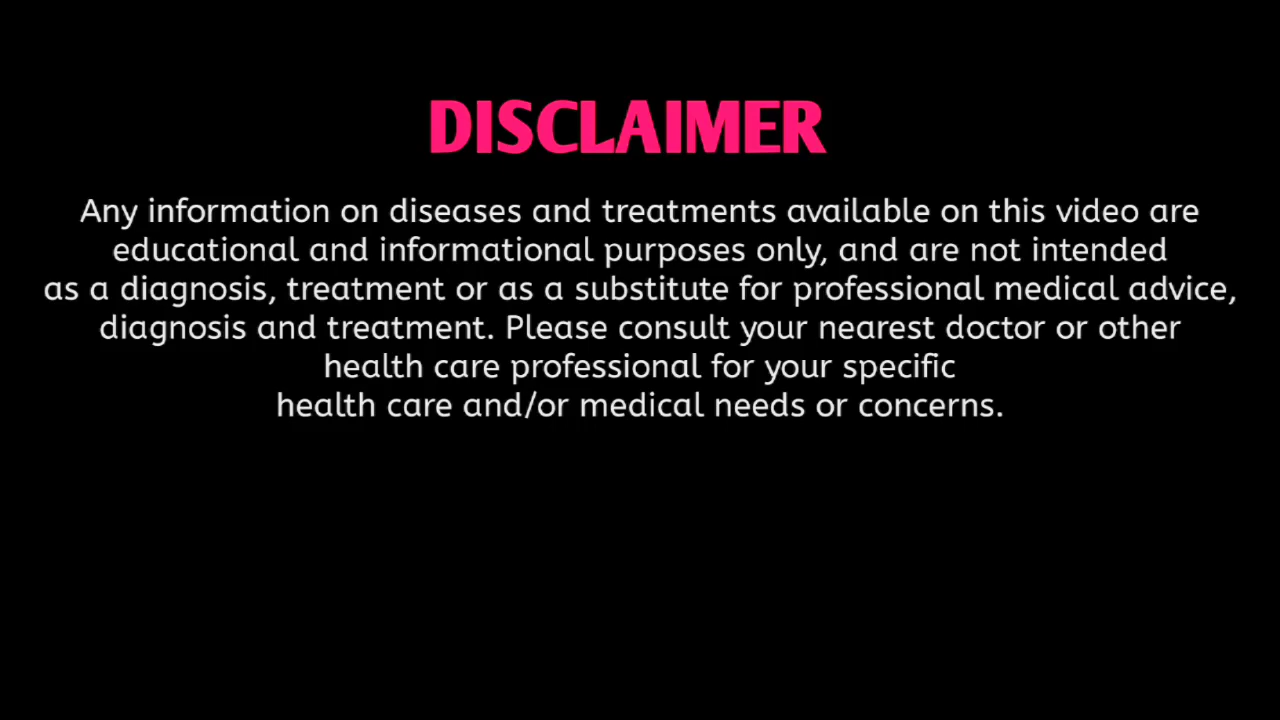 DISCLAIMER
Any information on diseases and treatments available on this video are
educational and informational purposes only, and are not intended
as a diagnosis, treatment or as a substitute for professional medical advice,
diagnosis and treatment. Please consult your nearest doctor or other
health care professional for your specific
health care and/or medical needs or concerns.